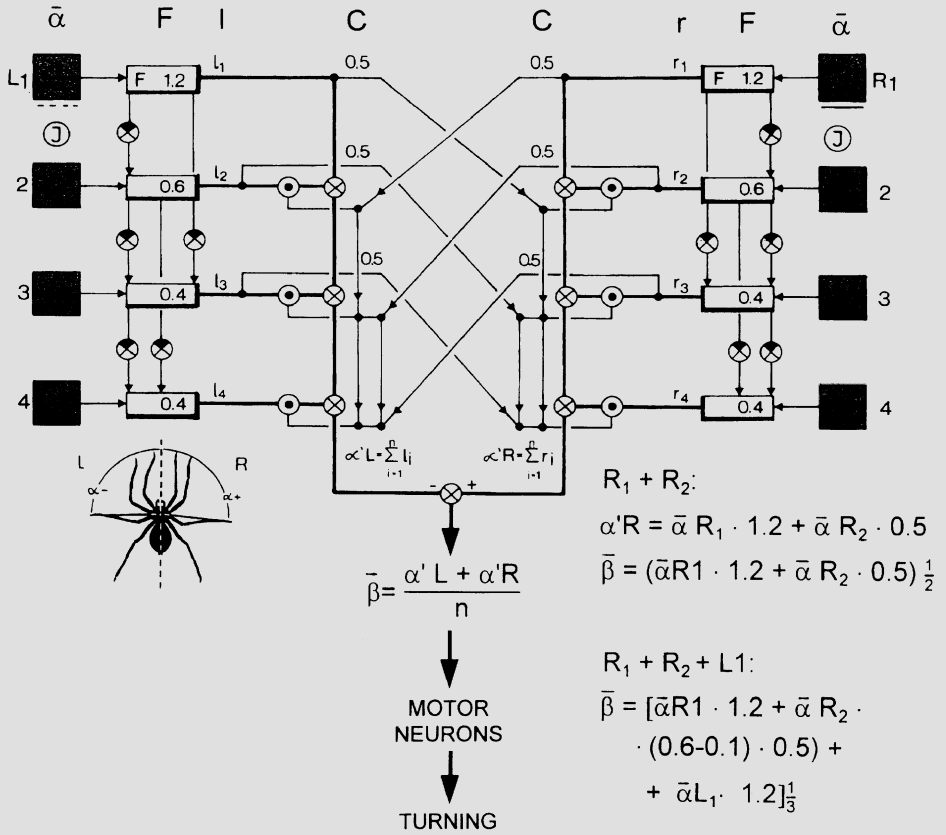 ᾱ F l C C r F ᾱ
L1 F 1.2 l₁ 0.5 0.5 r₁ F 1.2 R₁
J J
2 0.6 l₂ 0.5 0.5 r₂ 0.6 2
0.5 0.5
3 0.4 l₃ r₃ 0.4 3
4 0.4 l₄ r₄ 0.4 4
α'L=∑ⁿᵢ₌₁ lᵢ α'R=∑ⁿᵢ₌₁ rᵢ
l R
α- α+
- +
R₁ + R₂:
α'R = ᾱ R₁ · 1.2 + ᾱ R₂ · 0.5
β̄ = (ᾱR1 · 1.2 + ᾱ R₂ · 0.5) ½
β̄ = α' L + α'R / n
R₁ + R₂ + L1:
β̄ = [ᾱR1 · 1.2 + ᾱ R₂ ·
· (0.6-0.1) · 0.5) +
+ ᾱL₁ · 1.2]⅓
MOTOR
NEURONS
TURNING